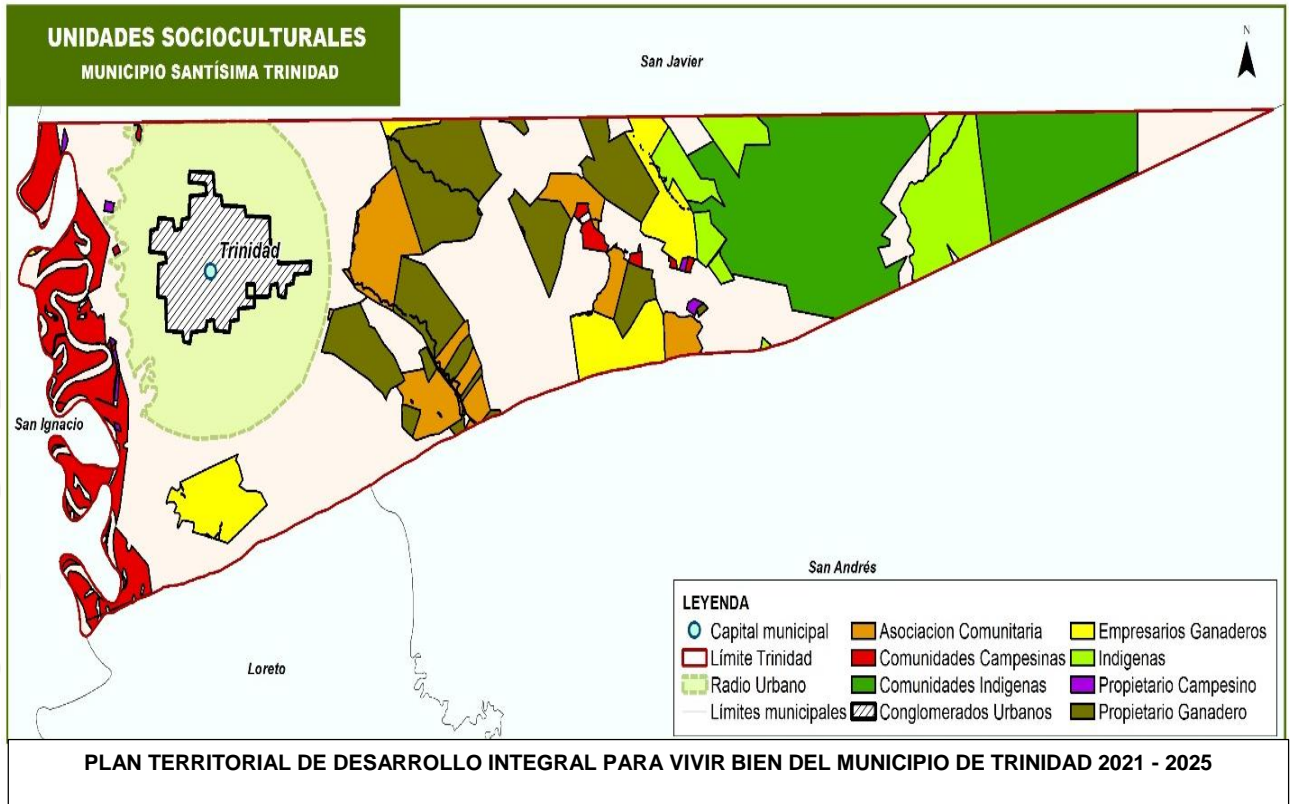 UNIDADES SOCIOCULTURALES
MUNICIPIO SANTÍSIMA TRINIDAD
San Javier
N
Trinidad
San Ignacio
San Andrés
Loreto
LEYENDA
Capital municipal
Límite Trinidad
Radio Urbano
Límites municipales
Asociacion Comunitaria
Comunidades Campesinas
Comunidades Indigenas
Conglomerados Urbanos
Empresarios Ganaderos
Indigenas
Propietario Campesino
Propietario Ganadero
PLAN TERRITORIAL DE DESARROLLO INTEGRAL PARA VIVIR BIEN DEL MUNICIPIO DE TRINIDAD 2021 - 2025